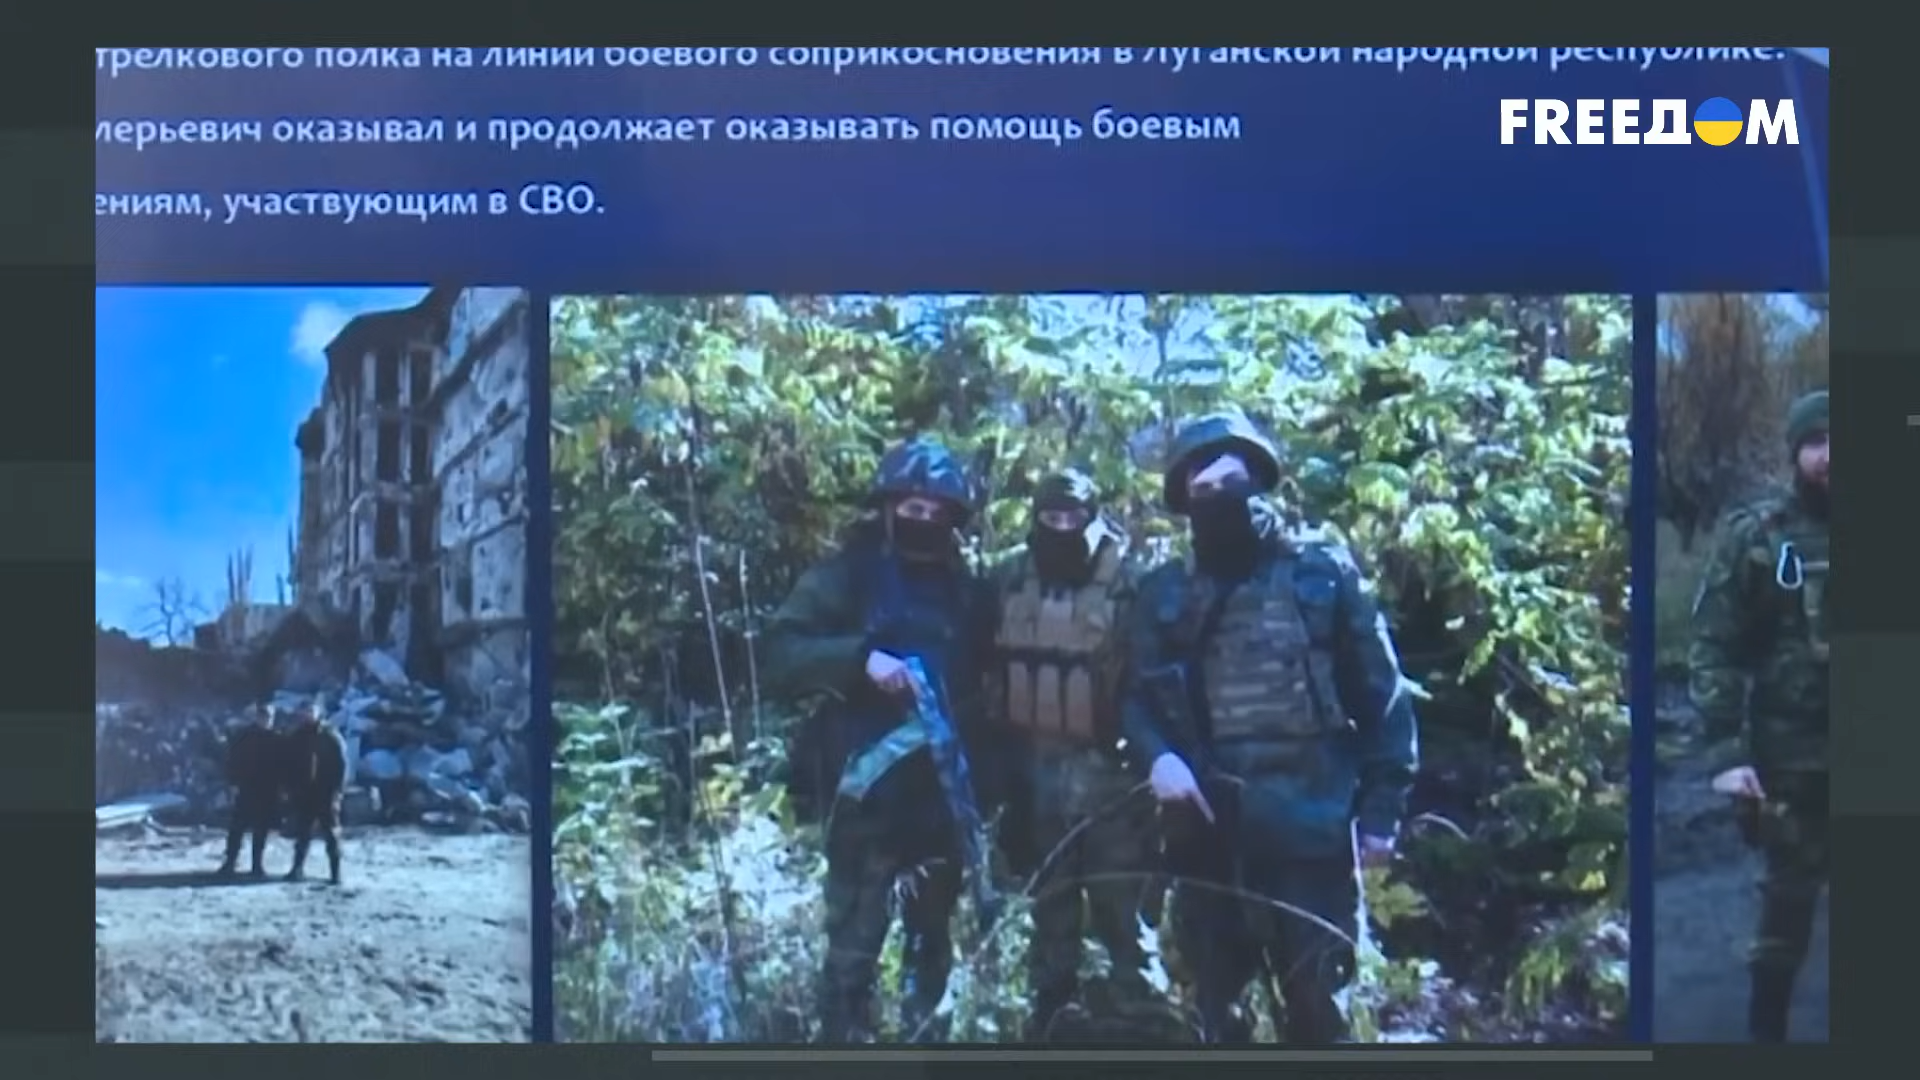 трелкового полка на линии боевого соприкосновения в Луганской народной республике.
FREEДOM
лерьевич оказывал и продолжает оказывать помощь боевым
ениям, участвующим в СВО.